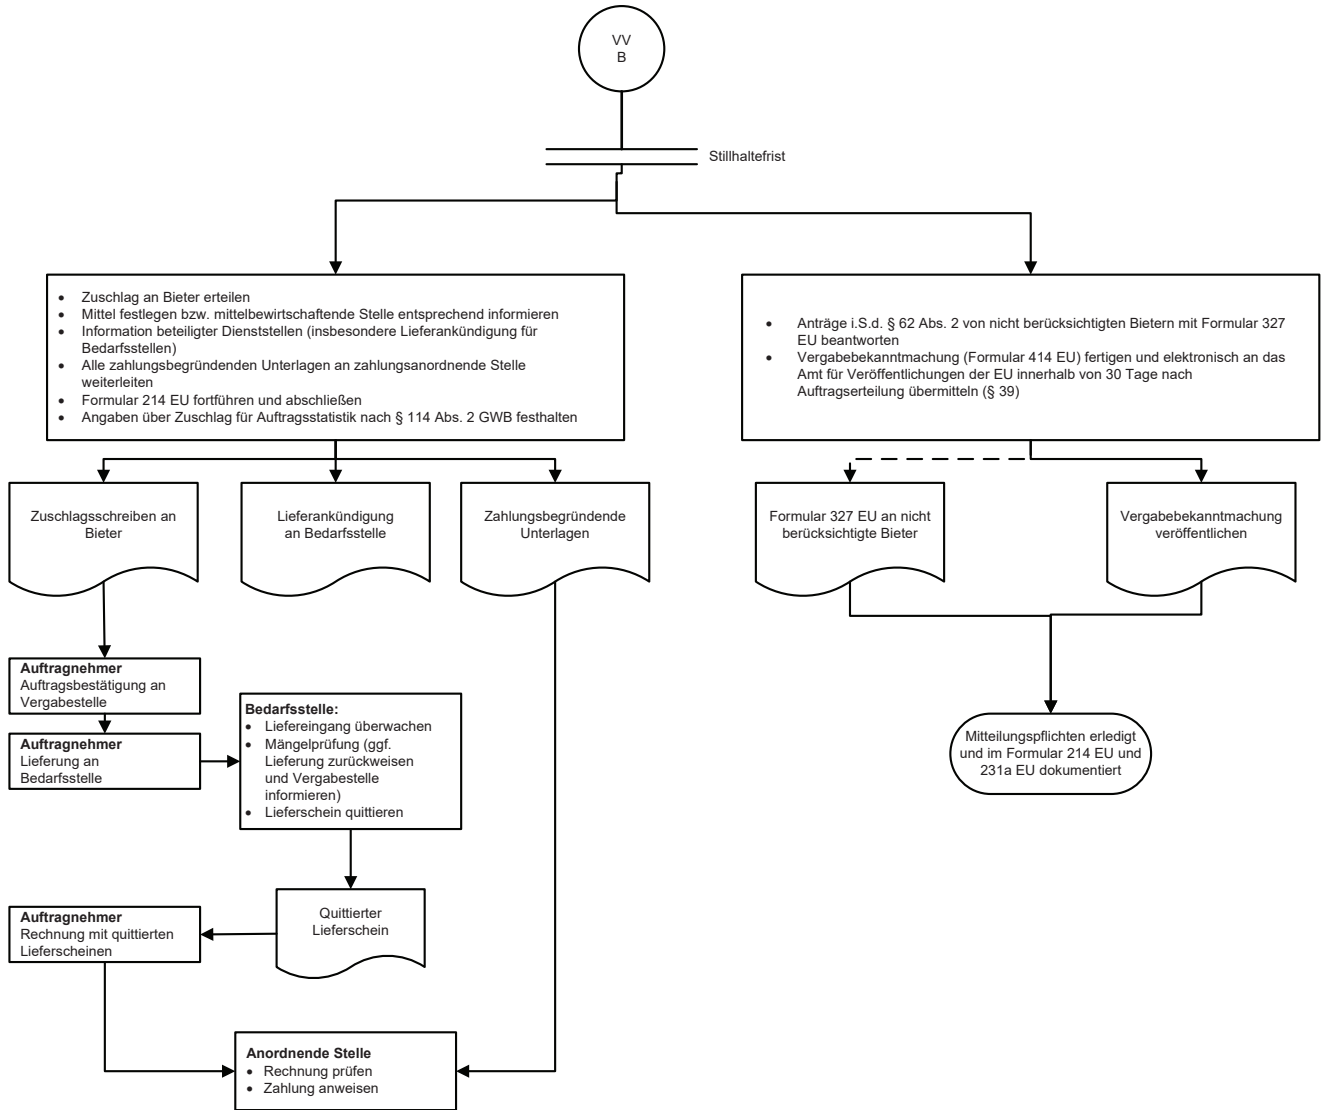 VV
B
Stillhaltefrist
• Zuschlag an Bieter erteilen
• Mittel festlegen bzw. mittelbewirtschaftende Stelle entsprechend informieren
• Information beteiligter Dienststellen (insbesondere Lieferankündigung für
Bedarfsstellen)
• Alle zahlungsbegründenden Unterlagen an zahlungsanordnende Stelle
weiterleiten
• Formular 214 EU fortführen und abschließen
• Angaben über Zuschlag für Auftragsstatistik nach § 114 Abs. 2 GWB festhalten
• Anträge i.S.d. § 62 Abs. 2 von nicht berücksichtigten Bietern mit Formular 327
EU beantworten
• Vergabebekanntmachung (Formular 414 EU) fertigen und elektronisch an das
Amt für Veröffentlichungen der EU innerhalb von 30 Tage nach
Auftragserteilung übermitteln (§ 39)
Zuschlagsschreiben an
Bieter
Lieferankündigung
an Bedarfsstelle
Zahlungsbegründende
Unterlagen
Formular 327 EU an nicht
berücksichtigte Bieter
Vergabebekanntmachung
veröffentlichen
Auftragnehmer
Auftragsbestätigung an
Vergabestelle
Auftragnehmer
Lieferung an
Bedarfsstelle
Bedarfsstelle:
• Liefereingang überwachen
• Mängelprüfung (ggf.
Lieferung zurückweisen
und Vergabestelle
informieren)
• Lieferschein quittieren
Mitteilungspflichten erledigt
und im Formular 214 EU und
231a EU dokumentiert
Quittierter
Lieferschein
Auftragnehmer
Rechnung mit quittierten
Lieferscheinen
Anordnende Stelle
• Rechnung prüfen
• Zahlung anweisen